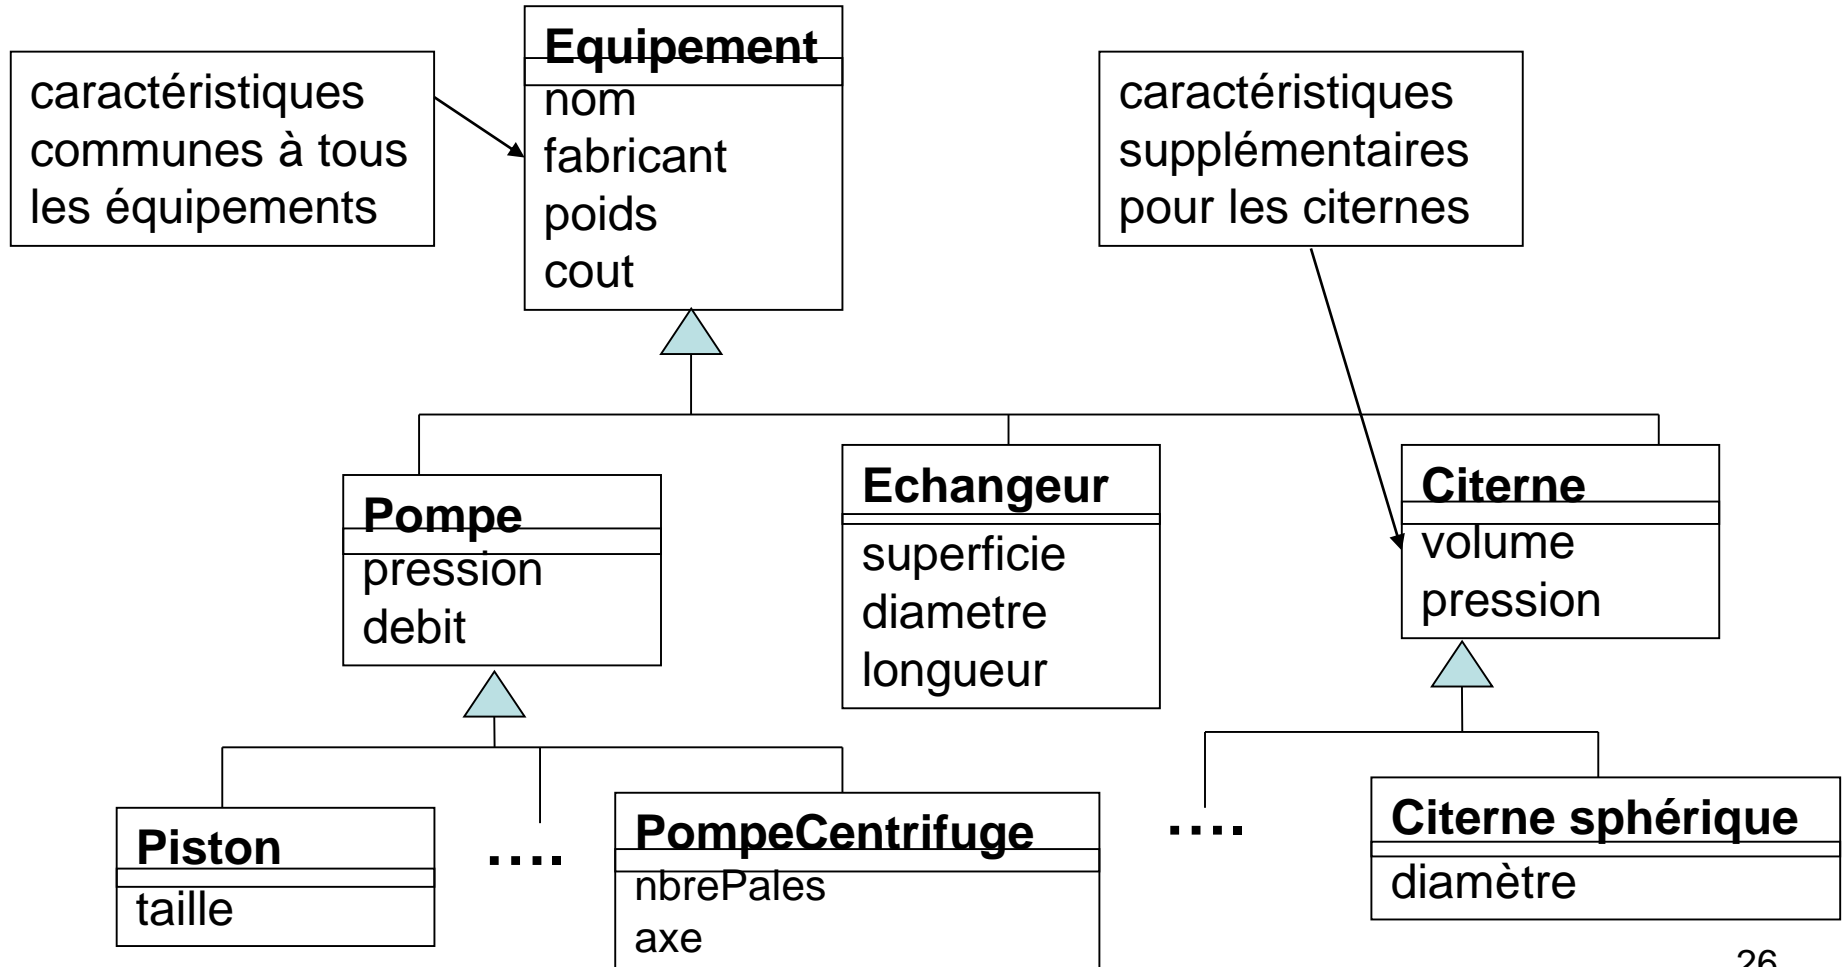 Equipement
nom
fabricant
poids
cout
caractéristiques
communes à tous
les équipements
caractéristiques
supplémentaires
pour les citernes
Pompe
pression
debit
Echangeur
superficie
diametre
longueur
Citerne
volume
pression
Piston
taille
....
PompeCentrifuge
nbrePales
axe
....
Citerne sphérique
diamètre
26